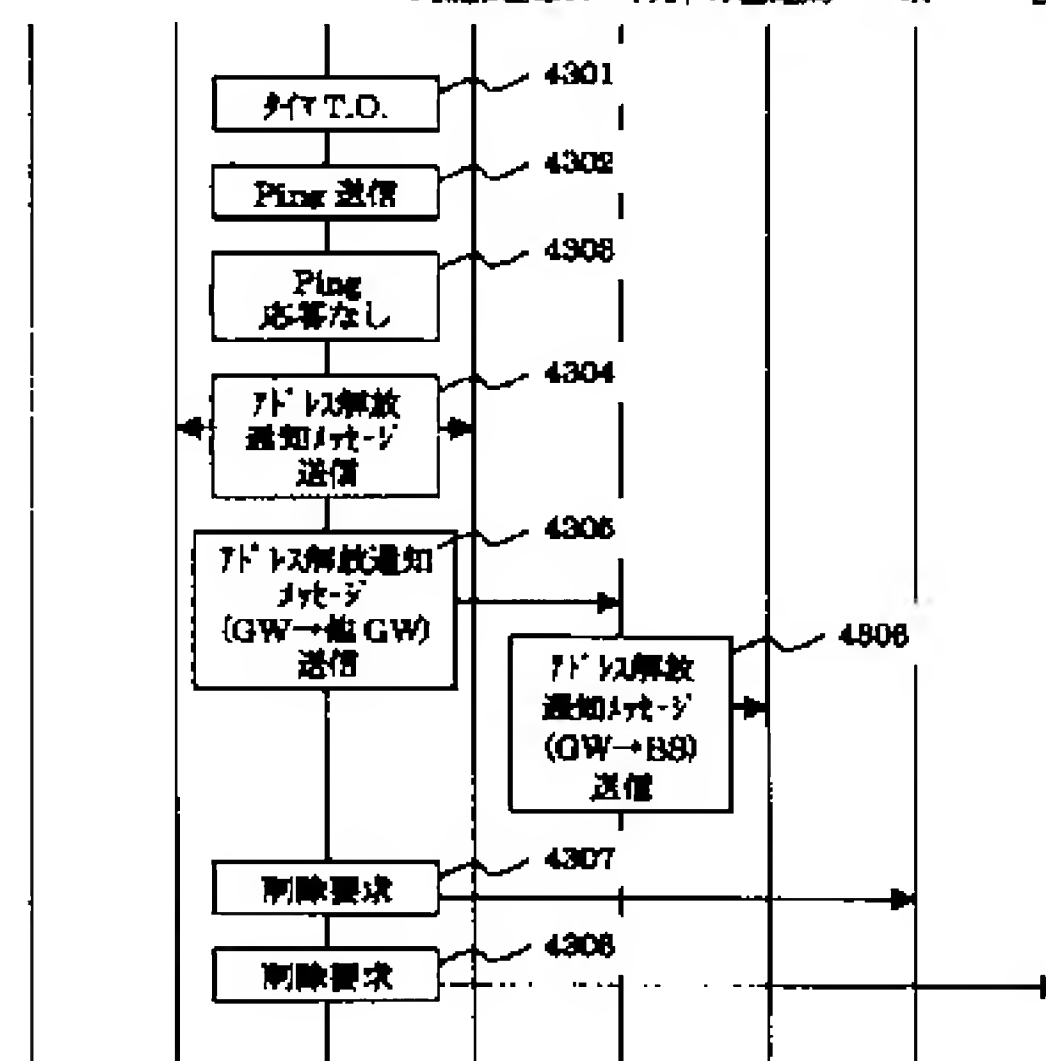 4301
タイマ T.O.
4302
Ping 送信
4303
Ping
応答なし
4304
アドレス解放
通知メッセージ
送信
4305
アドレス解放通知
メッセージ
(GW→他 GW)
送信
4306
アドレス解放
通知メッセージ
(GW→BS)
送信
4307
削除要求
4308
削除要求